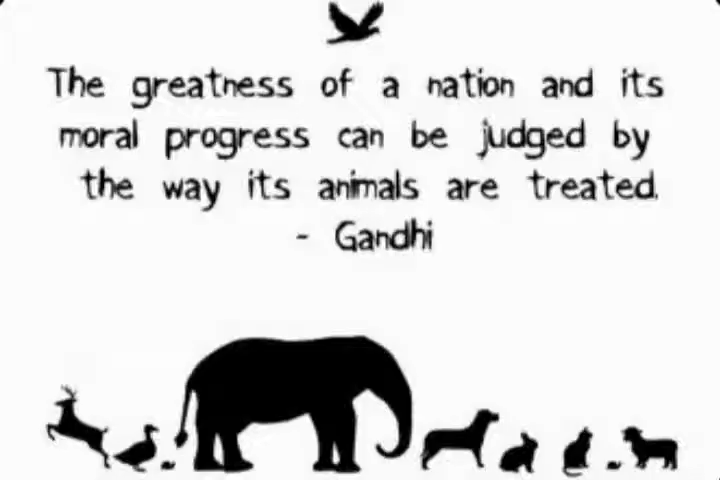 The greatness of a nation and its
moral progress can be judged by
the way its animals are treated.
- Gandhi